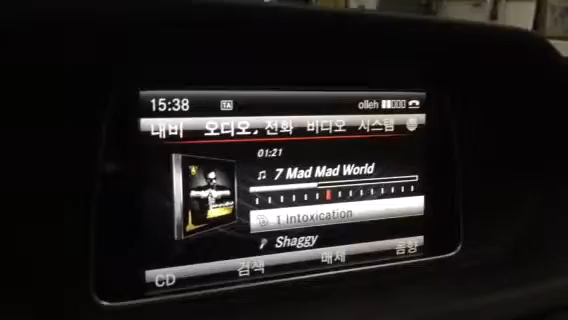 15:38 TA olleh
내비 오디오. 전화 비디오 시스템
01:21
7 Mad Mad World
1 Intoxication
Shaggy
CD 검색 매체 음향